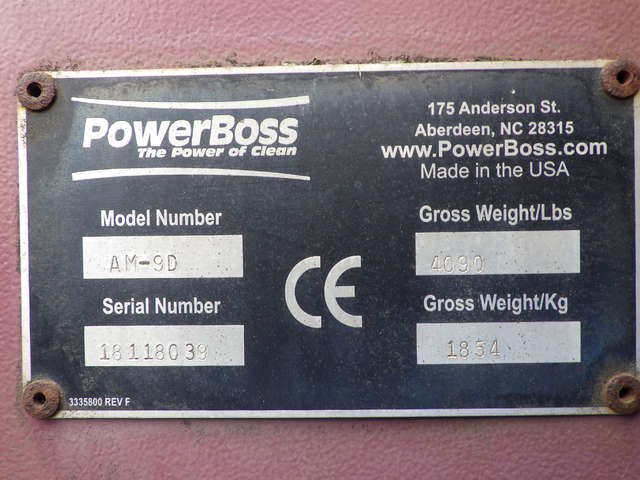 PowerBoss
The Power of Clean
175 Anderson St.
Aberdeen, NC 28315
www.PowerBoss.com
Made in the USA
Model Number
AM-9D
Serial Number
18118039
Gross Weight/Lbs
4090
Gross Weight/Kg
1854
CE
3335800 REV F